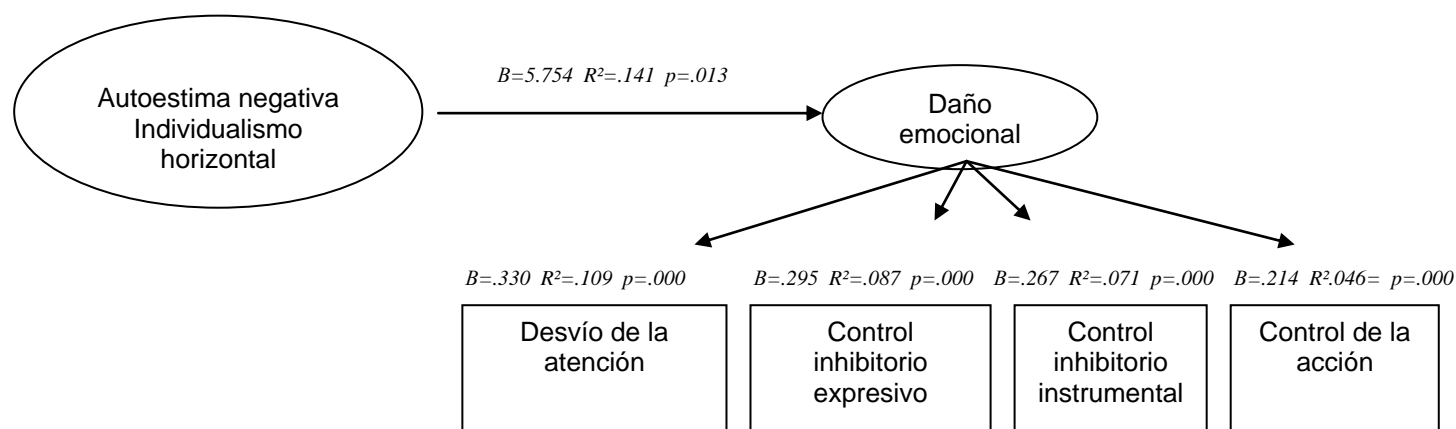 B=5.754 R²=.141 p=.013
Autoestima negativa
Individualismo
horizontal
Daño
emocional
B=.330 R²=.109 p=.000
B=.295 R²=.087 p=.000
B=.267 R²=.071 p=.000
B=.214 R².046= p=.000
Desvío de la
atención
Control
inhibitorio
expresivo
Control
inhibitorio
instrumental
Control de la
acción